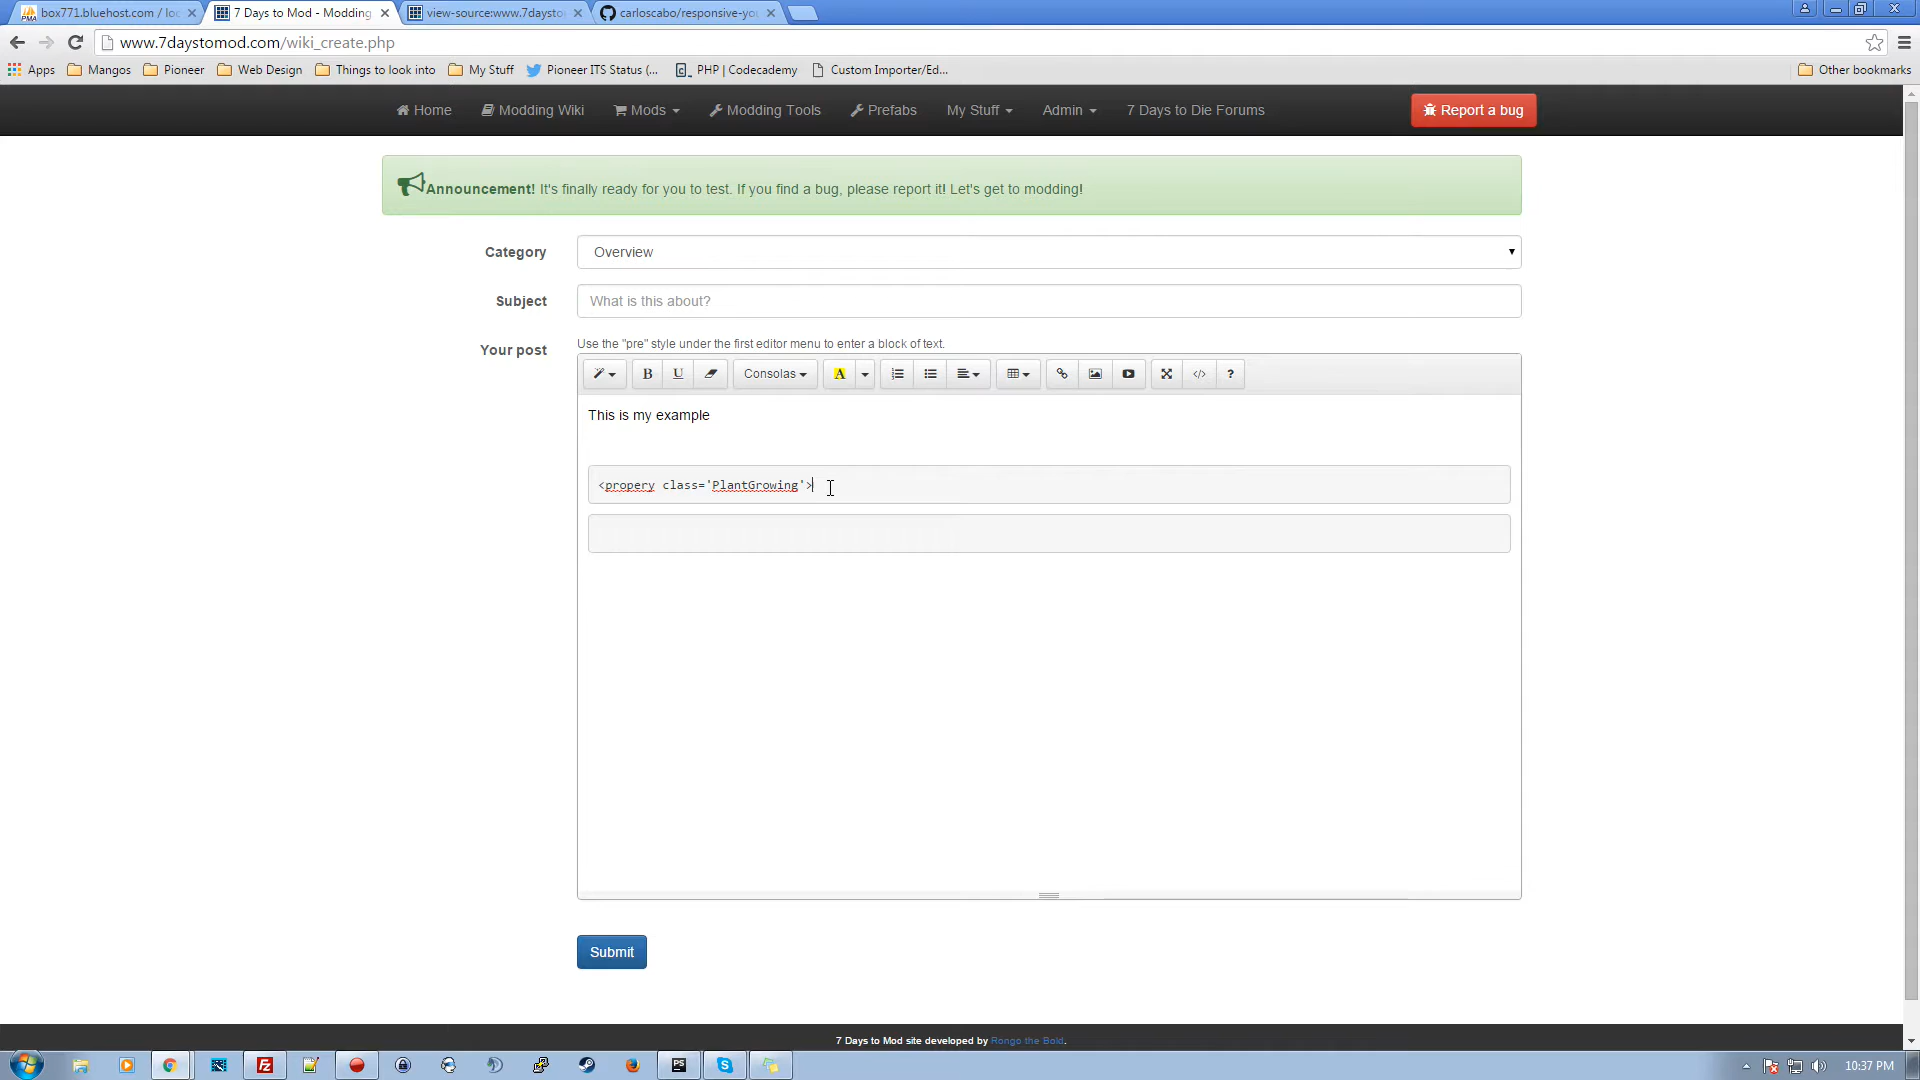 box771.bluehost.com / loc
7 Days to Mod - Modding
view-source:www.7daysto
carloscabo/responsive-yo
www.7daystomod.com/wiki_create.php
Apps
Mangos
Pioneer
Web Design
Things to look into
My Stuff
Pioneer ITS Status (...
PHP | Codecademy
Custom Importer/Ed...
Other bookmarks
Home
Modding Wiki
Mods
Modding Tools
Prefabs
My Stuff
Admin
7 Days to Die Forums
Report a bug
Announcement! It's finally ready for you to test. If you find a bug, please report it! Let's get to modding!
Category
Overview
Subject
What is this about?
Your post
Use the "pre" style under the first editor menu to enter a block of text.
B U Consolas A </> ?
This is my example
<propery class='PlantGrowing'>
Submit
7 Days to Mod site developed by Rongo the Bold.
10:37 PM